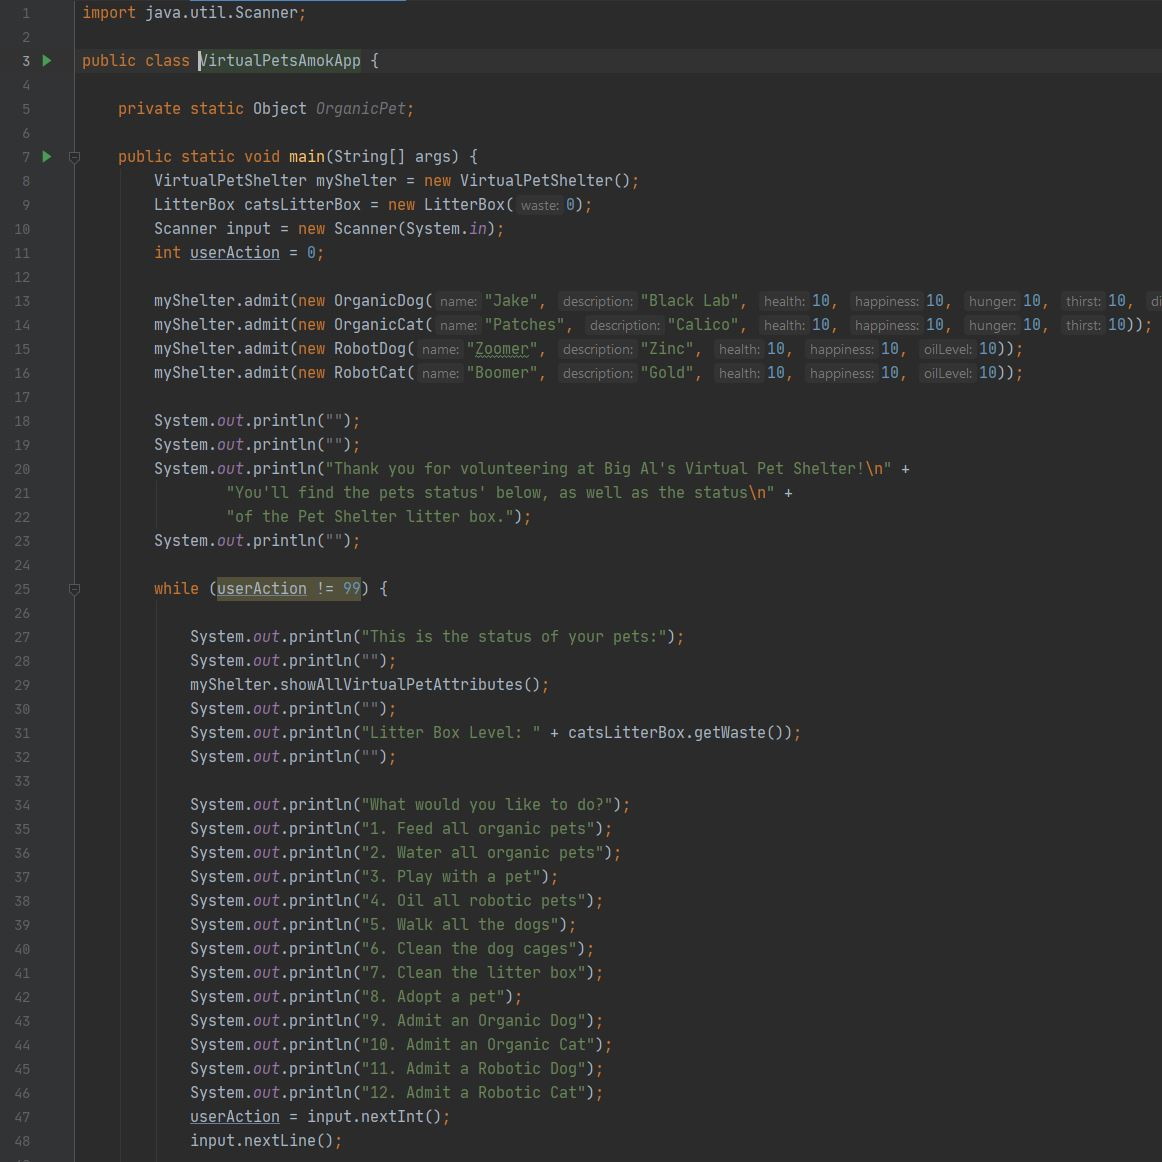 1 import java.util.Scanner;
2
3 public class VirtualPetsAmokApp {
4
5 private static Object OrganicPet;
6
7 public static void main(String[] args) {
8 VirtualPetShelter myShelter = new VirtualPetShelter();
9 LitterBox catsLitterBox = new LitterBox( waste: 0);
10 Scanner input = new Scanner(System.in);
11 int userAction = 0;
12
13 myShelter.admit(new OrganicDog( name: "Jake", description: "Black Lab", health: 10, happiness: 10, hunger: 10, thirst: 10, di
14 myShelter.admit(new OrganicCat( name: "Patches", description: "Calico", health: 10, happiness: 10, hunger: 10, thirst: 10));
15 myShelter.admit(new RobotDog( name: "Zoomer", description: "Zinc", health: 10, happiness: 10, oilLevel: 10));
16 myShelter.admit(new RobotCat( name: "Boomer", description: "Gold", health: 10, happiness: 10, oilLevel: 10));
17
18 System.out.println("");
19 System.out.println("");
20 System.out.println("Thank you for volunteering at Big Al's Virtual Pet Shelter!\n" +
21 "You'll find the pets status' below, as well as the status\n" +
22 "of the Pet Shelter litter box.");
23 System.out.println("");
24
25 while (userAction != 99) {
26
27 System.out.println("This is the status of your pets:");
28 System.out.println("");
29 myShelter.showAllVirtualPetAttributes();
30 System.out.println("");
31 System.out.println("Litter Box Level: " + catsLitterBox.getWaste());
32 System.out.println("");
33
34 System.out.println("What would you like to do?");
35 System.out.println("1. Feed all organic pets");
36 System.out.println("2. Water all organic pets");
37 System.out.println("3. Play with a pet");
38 System.out.println("4. Oil all robotic pets");
39 System.out.println("5. Walk all the dogs");
40 System.out.println("6. Clean the dog cages");
41 System.out.println("7. Clean the litter box");
42 System.out.println("8. Adopt a pet");
43 System.out.println("9. Admit an Organic Dog");
44 System.out.println("10. Admit an Organic Cat");
45 System.out.println("11. Admit a Robotic Dog");
46 System.out.println("12. Admit a Robotic Cat");
47 userAction = input.nextInt();
48 input.nextLine();